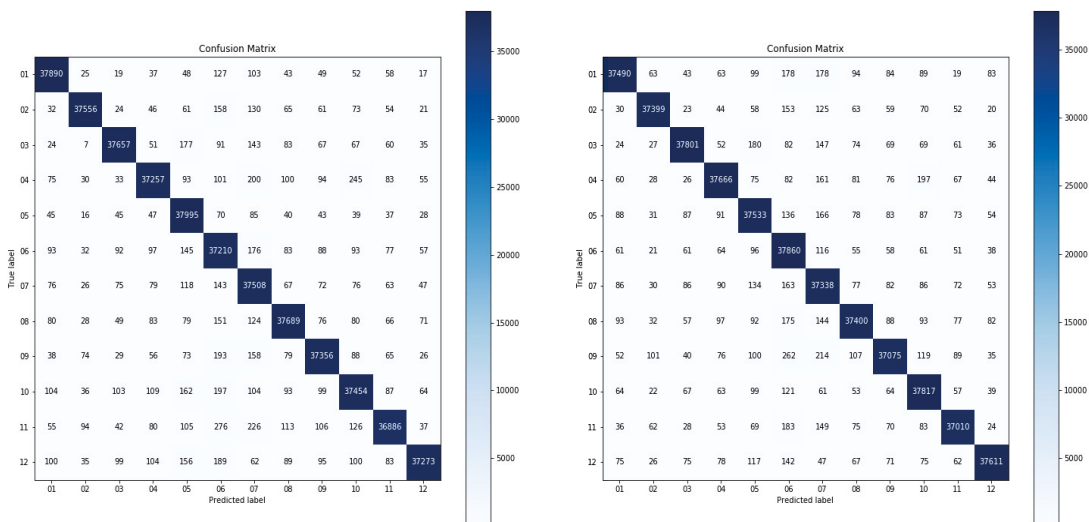 Confusion Matrix
01 37890 25 19 37 48 127 103 43 49 52 58 17
02 32 37556 24 46 61 158 130 65 61 73 54 21
03 24 7 37657 51 177 91 143 83 67 67 60 35
04 75 30 33 37257 93 101 200 100 94 245 83 55
05 45 16 45 47 37995 70 85 40 43 39 37 28
06 93 32 92 97 145 37210 176 83 88 93 77 57
07 76 26 75 79 118 143 37508 67 72 76 63 47
08 80 28 49 83 79 151 124 37689 76 80 66 71
09 38 74 29 56 73 193 158 79 37356 88 65 26
10 104 36 103 109 162 197 104 93 99 37454 87 64
11 55 94 42 80 105 276 226 113 106 126 36886 37
12 100 35 99 104 156 189 62 89 95 100 83 37273
01 02 03 04 05 06 07 08 09 10 11 12
Predicted label
True label
35000
30000
25000
20000
15000
10000
5000
Confusion Matrix
01 37490 63 43 63 99 178 178 94 84 89 19 83
02 30 37399 23 44 58 153 125 63 59 70 52 20
03 24 27 37801 52 180 82 147 74 69 69 61 36
04 60 28 26 37666 75 82 161 81 76 197 67 44
05 88 31 87 91 37533 136 166 78 83 87 73 54
06 61 21 61 64 96 37860 116 55 58 61 51 38
07 86 30 86 90 134 163 37338 77 82 86 72 53
08 93 32 57 97 92 175 144 37400 88 93 77 82
09 52 101 40 76 100 262 214 107 37075 119 89 35
10 64 22 67 63 99 121 61 53 64 37817 57 39
11 36 62 28 53 69 183 149 75 70 83 37010 24
12 75 26 75 78 117 142 47 67 71 75 62 37611
01 02 03 04 05 06 07 08 09 10 11 12
Predicted label
True label
35000
30000
25000
20000
15000
10000
5000